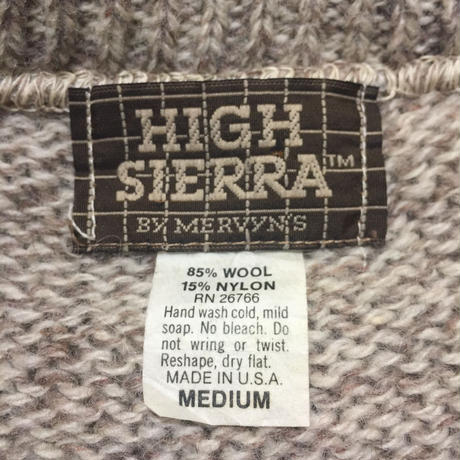 HIGH
SIERRA™
BY MERVYN'S
85% WOOL
15% NYLON
RN 26766
Hand wash cold, mild
soap. No bleach. Do
not wring or twist.
Reshape, dry flat.
MADE IN U.S.A.
MEDIUM